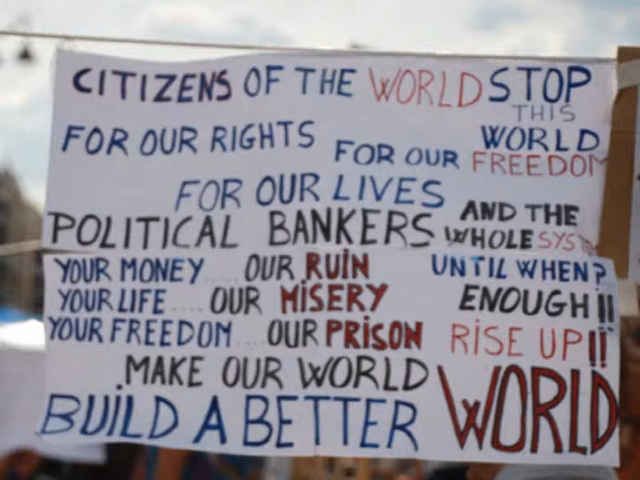 CITIZENS OF THE WORLD STOP
THIS
WORLD
FOR OUR RIGHTS
FOR OUR FREEDOM
FOR OUR LIVES
POLITICAL BANKERS AND THE
WHOLE SYSTEM
YOUR MONEY .... OUR RUIN UNTIL WHEN?
YOUR LIFE .... OUR MISERY ENOUGH!!
YOUR FREEDOM ... OUR PRISON RISE UP!!
MAKE OUR WORLD
BUILD A BETTER WORLD